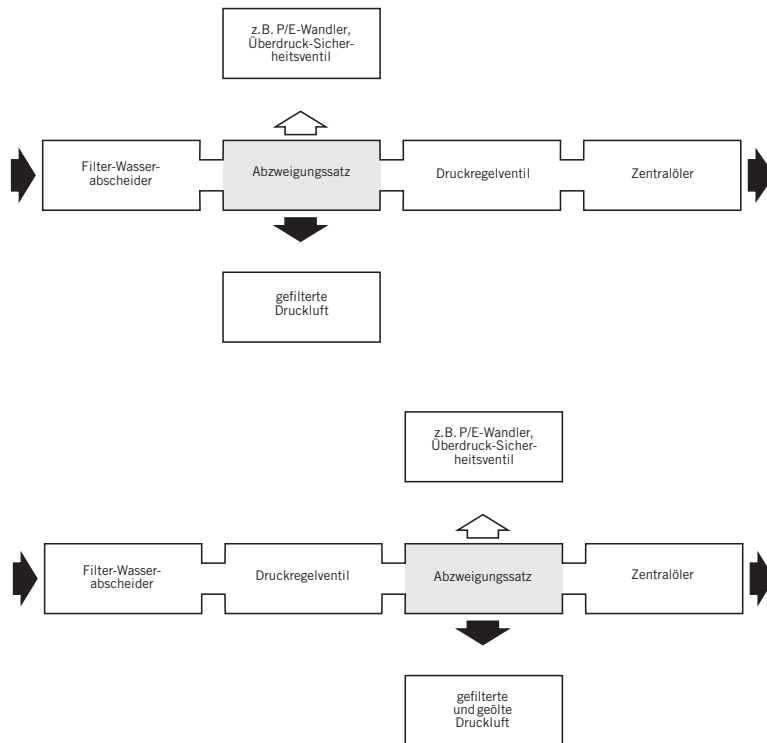 z.B. P/E-Wandler,
Überdruck-Sicher-
heitsventil
Filter-Wasser-
abscheider
Abzweigungssatz
Druckregelventil
Zentralöler
gefilterte
Druckluft
z.B. P/E-Wandler,
Überdruck-Sicher-
heitsventil
Filter-Wasser-
abscheider
Druckregelventil
Abzweigungssatz
Zentralöler
gefilterte
und geölte
Druckluft